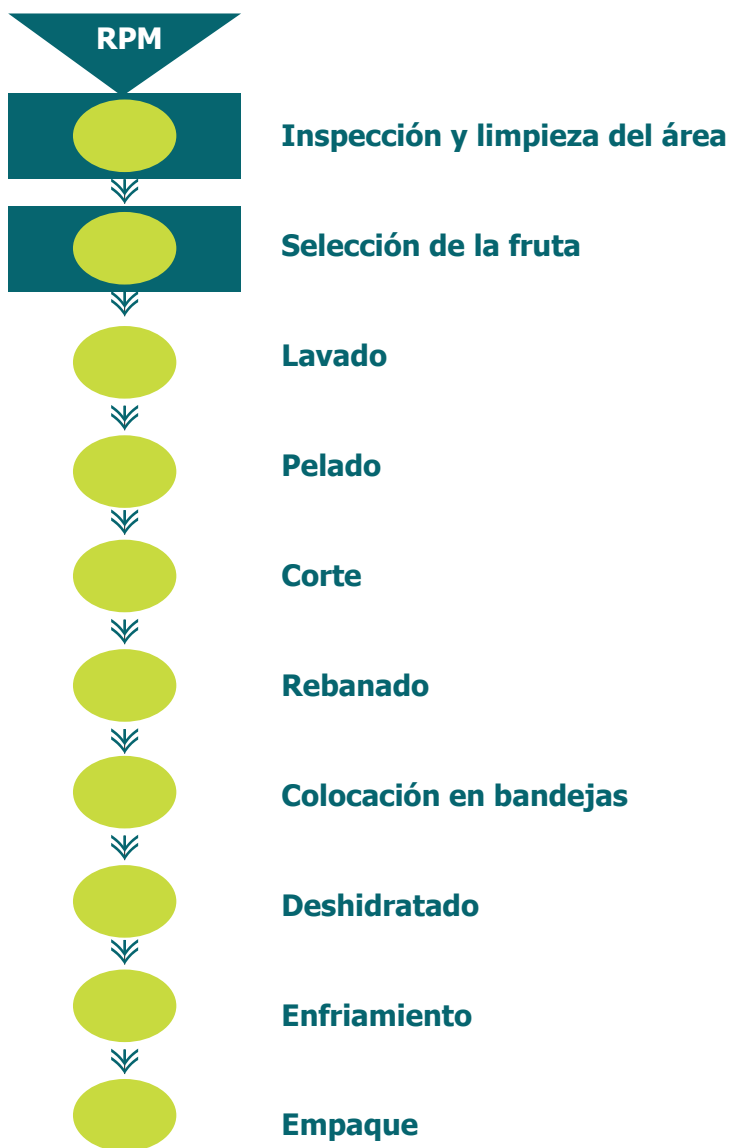 RPM
Inspección y limpieza del área
Selección de la fruta
Lavado
Pelado
Corte
Rebanado
Colocación en bandejas
Deshidratado
Enfriamiento
Empaque